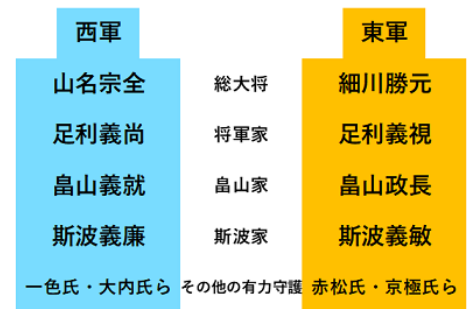 西軍 東軍
山名宗全 総大将 細川勝元
足利義尚 将軍家 足利義視
畠山義就 畠山家 畠山政長
斯波義廉 斯波家 斯波義敏
一色氏・大内氏ら その他の有力守護 赤松氏・京極氏ら